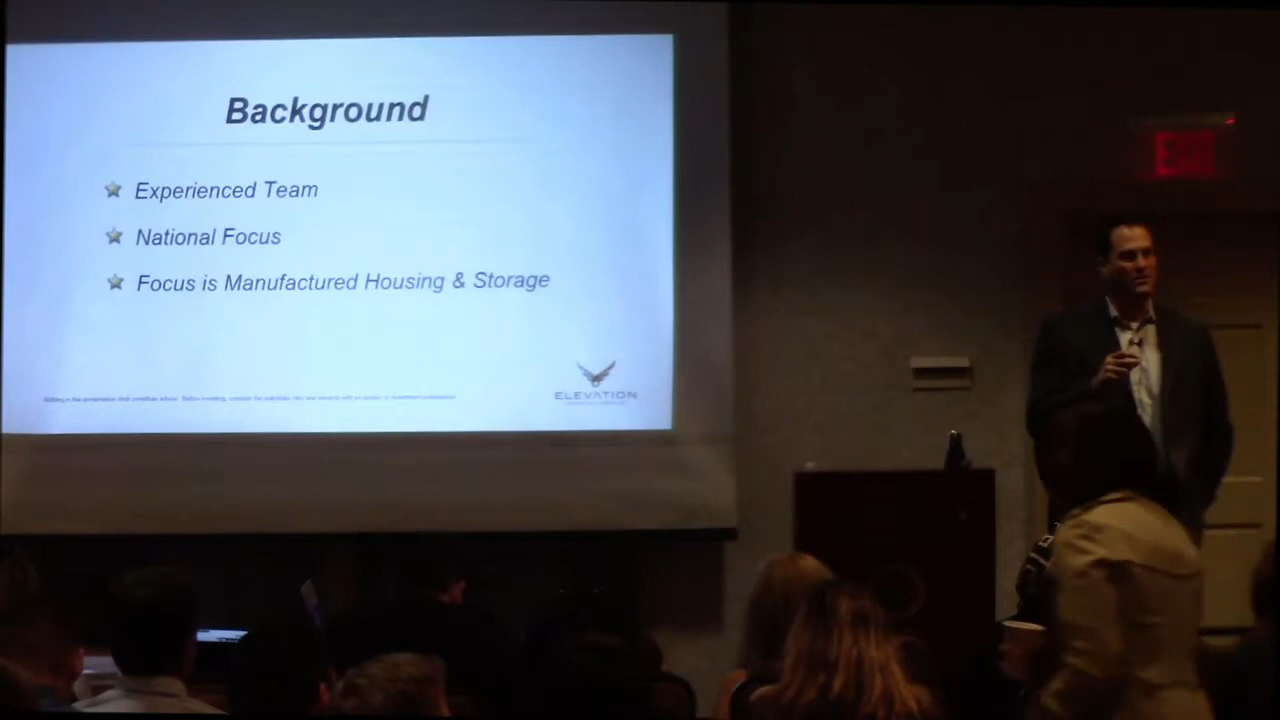 Background
Experienced Team
National Focus
Focus is Manufactured Housing & Storage
ELEVATION
EXIT